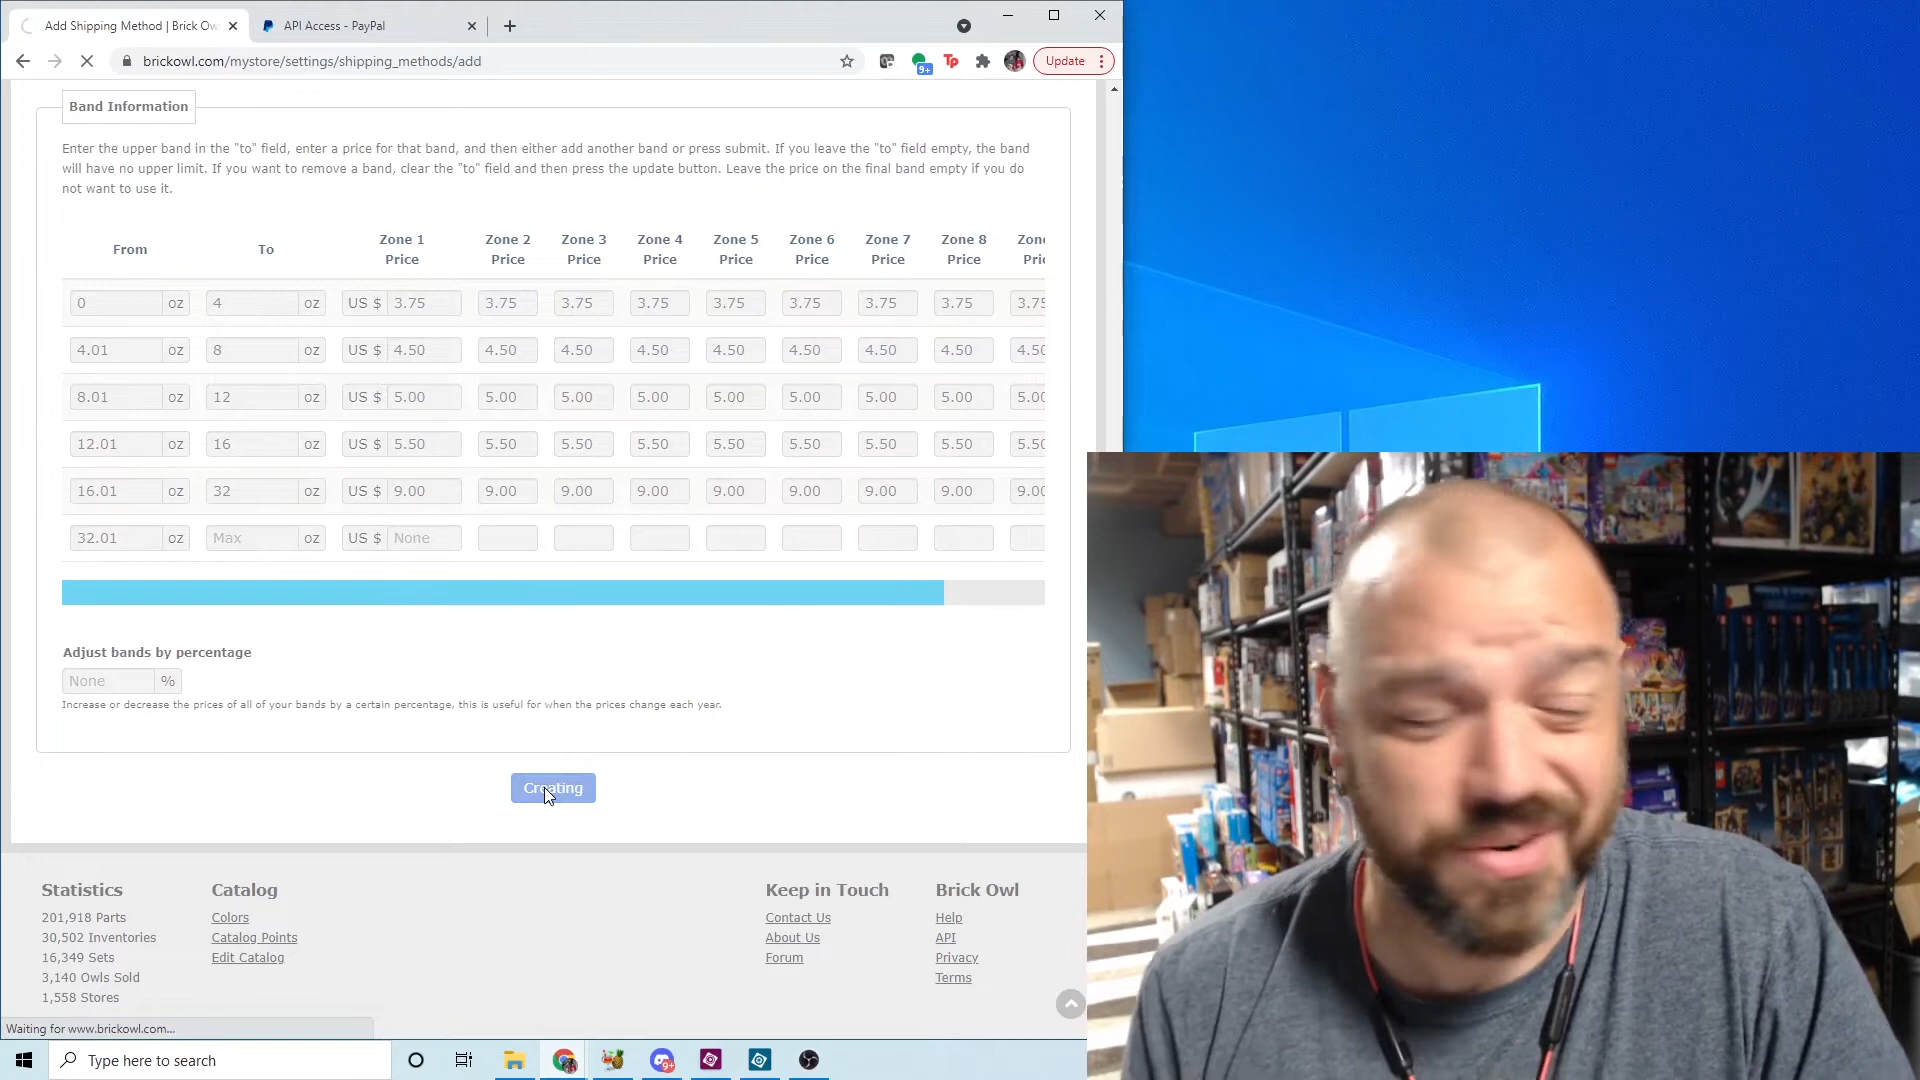 Add Shipping Method | Brick Ow
API Access - PayPal
brickowl.com/mystore/settings/shipping_methods/add
9+
Tp
Update
Band Information
Enter the upper band in the "to" field, enter a price for that band, and then either add another band or press submit. If you leave the "to" field empty, the band
will have no upper limit. If you want to remove a band, clear the "to" field and then press the update button. Leave the price on the final band empty if you do
not want to use it.
From To Zone 1 Price Zone 2 Price Zone 3 Price Zone 4 Price Zone 5 Price Zone 6 Price Zone 7 Price Zone 8 Price Zone Pri
0 oz 4 oz US $ 3.75 3.75 3.75 3.75 3.75 3.75 3.75 3.75 3.75
4.01 oz 8 oz US $ 4.50 4.50 4.50 4.50 4.50 4.50 4.50 4.50 4.50
8.01 oz 12 oz US $ 5.00 5.00 5.00 5.00 5.00 5.00 5.00 5.00 5.00
12.01 oz 16 oz US $ 5.50 5.50 5.50 5.50 5.50 5.50 5.50 5.50 5.50
16.01 oz 32 oz US $ 9.00 9.00 9.00 9.00 9.00 9.00 9.00 9.00 9.00
32.01 oz Max oz US $ None
Adjust bands by percentage
None %
Increase or decrease the prices of all of your bands by a certain percentage, this is useful for when the prices change each year.
Creating
Statistics
201,918 Parts
30,502 Inventories
16,349 Sets
3,140 Owls Sold
1,558 Stores
Catalog
Colors
Catalog Points
Edit Catalog
Keep in Touch
Contact Us
About Us
Forum
Brick Owl
Help
API
Privacy
Terms
Waiting for www.brickowl.com...
Type here to search
9+